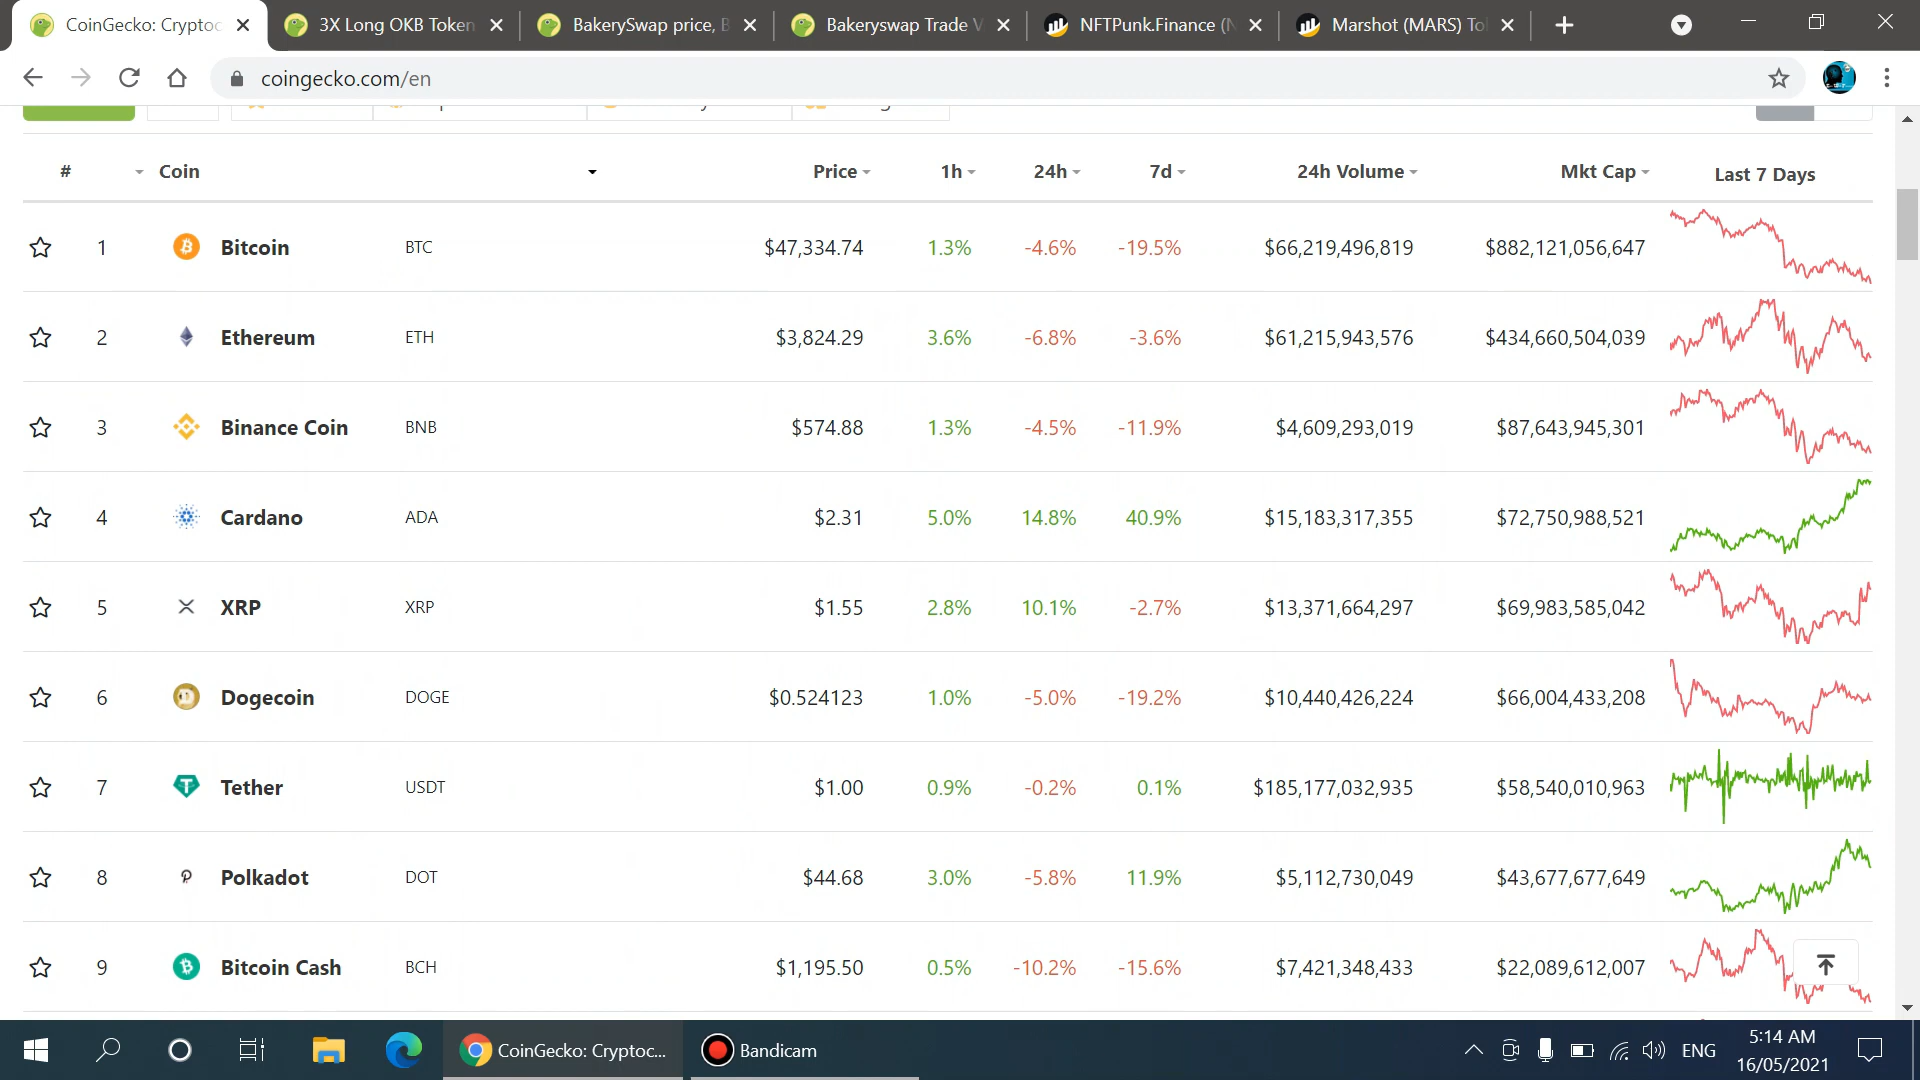 CoinGecko: Cryptoc
3X Long OKB Token
BakerySwap price, B
Bakeryswap Trade V
NFTPunk.Finance (N
Marshot (MARS) To
coingecko.com/en
# Coin Price 1h 24h 7d 24h Volume Mkt Cap Last 7 Days
1 Bitcoin BTC $47,334.74 1.3% -4.6% -19.5% $66,219,496,819 $882,121,056,647
2 Ethereum ETH $3,824.29 3.6% -6.8% -3.6% $61,215,943,576 $434,660,504,039
3 Binance Coin BNB $574.88 1.3% -4.5% -11.9% $4,609,293,019 $87,643,945,301
4 Cardano ADA $2.31 5.0% 14.8% 40.9% $15,183,317,355 $72,750,988,521
5 XRP XRP $1.55 2.8% 10.1% -2.7% $13,371,664,297 $69,983,585,042
6 Dogecoin DOGE $0.524123 1.0% -5.0% -19.2% $10,440,426,224 $66,004,433,208
7 Tether USDT $1.00 0.9% -0.2% 0.1% $185,177,032,935 $58,540,010,963
8 Polkadot DOT $44.68 3.0% -5.8% 11.9% $5,112,730,049 $43,677,677,649
9 Bitcoin Cash BCH $1,195.50 0.5% -10.2% -15.6% $7,421,348,433 $22,089,612,007
CoinGecko: Cryptoc...
Bandicam
ENG
5:14 AM
16/05/2021